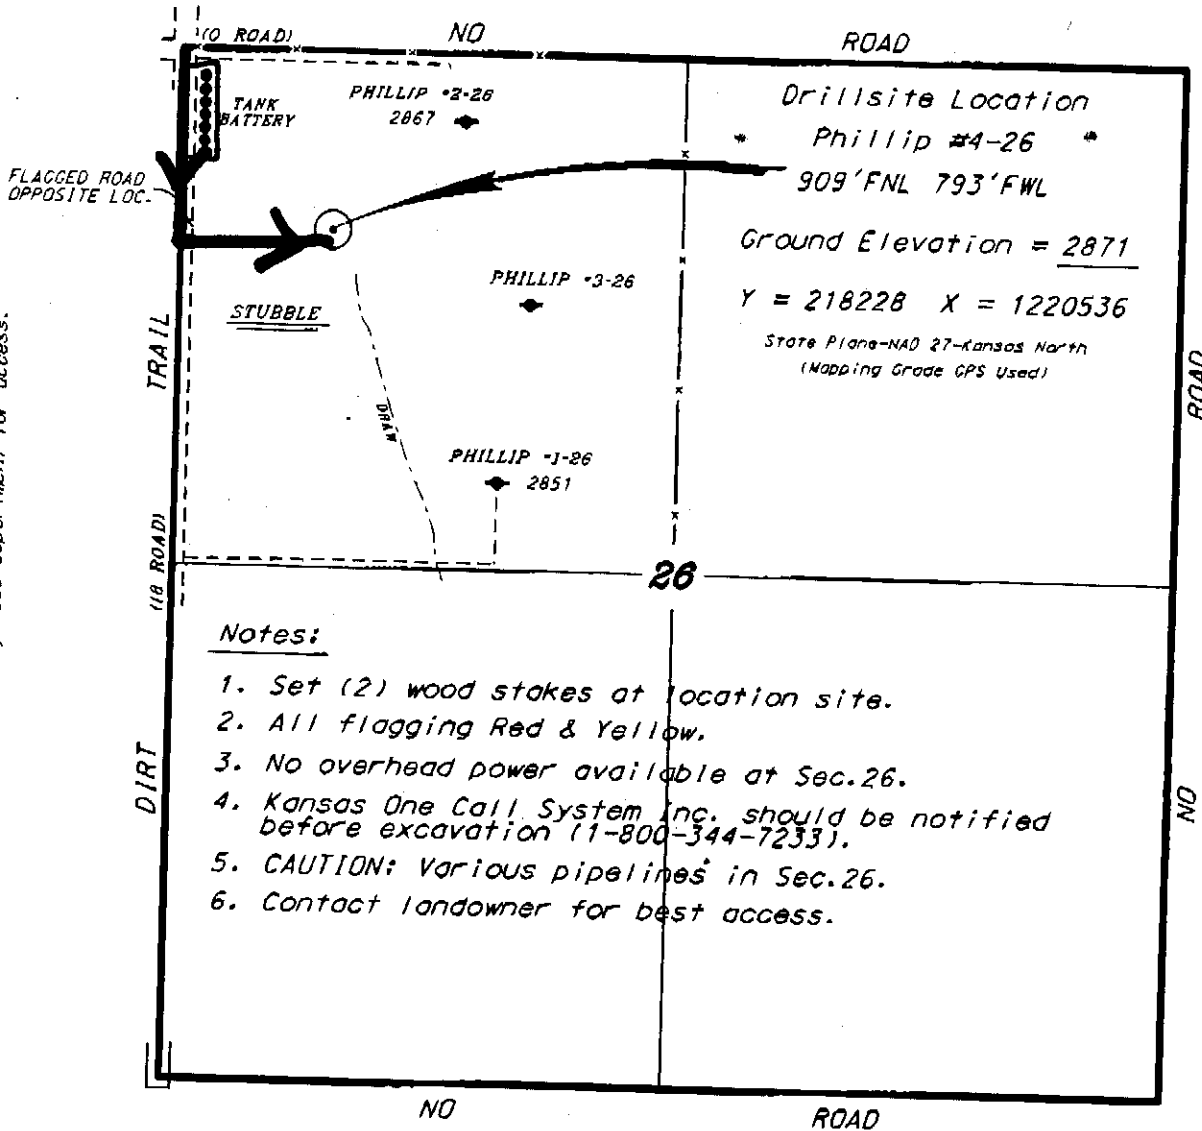 (O ROAD)
NO
ROAD
TANK
BATTERY
PHILLIP •2-26
2867
Drillsite Location
Phillip #4-26
909'FNL 793'FWL
FLAGGED ROAD
OPPOSITE LOC.
Ground Elevation = 2871
Y = 218228 X = 1220536
State Plane-NAD 27-Kansas North
(Mapping Grade GPS Used)
PHILLIP •3-26
STUBBLE
TRAIL
for access.
ROAD
DRAW
PHILLIP •1-26
2851
(18 ROAD)
26
Notes:
1. Set (2) wood stakes at location site.
2. All flagging Red & Yellow.
3. No overhead power available at Sec.26.
4. Kansas One Call System Inc. should be notified
before excavation (1-800-344-7233).
5. CAUTION: Various pipelines in Sec.26.
6. Contact landowner for best access.
DIRT
NO
NO
ROAD